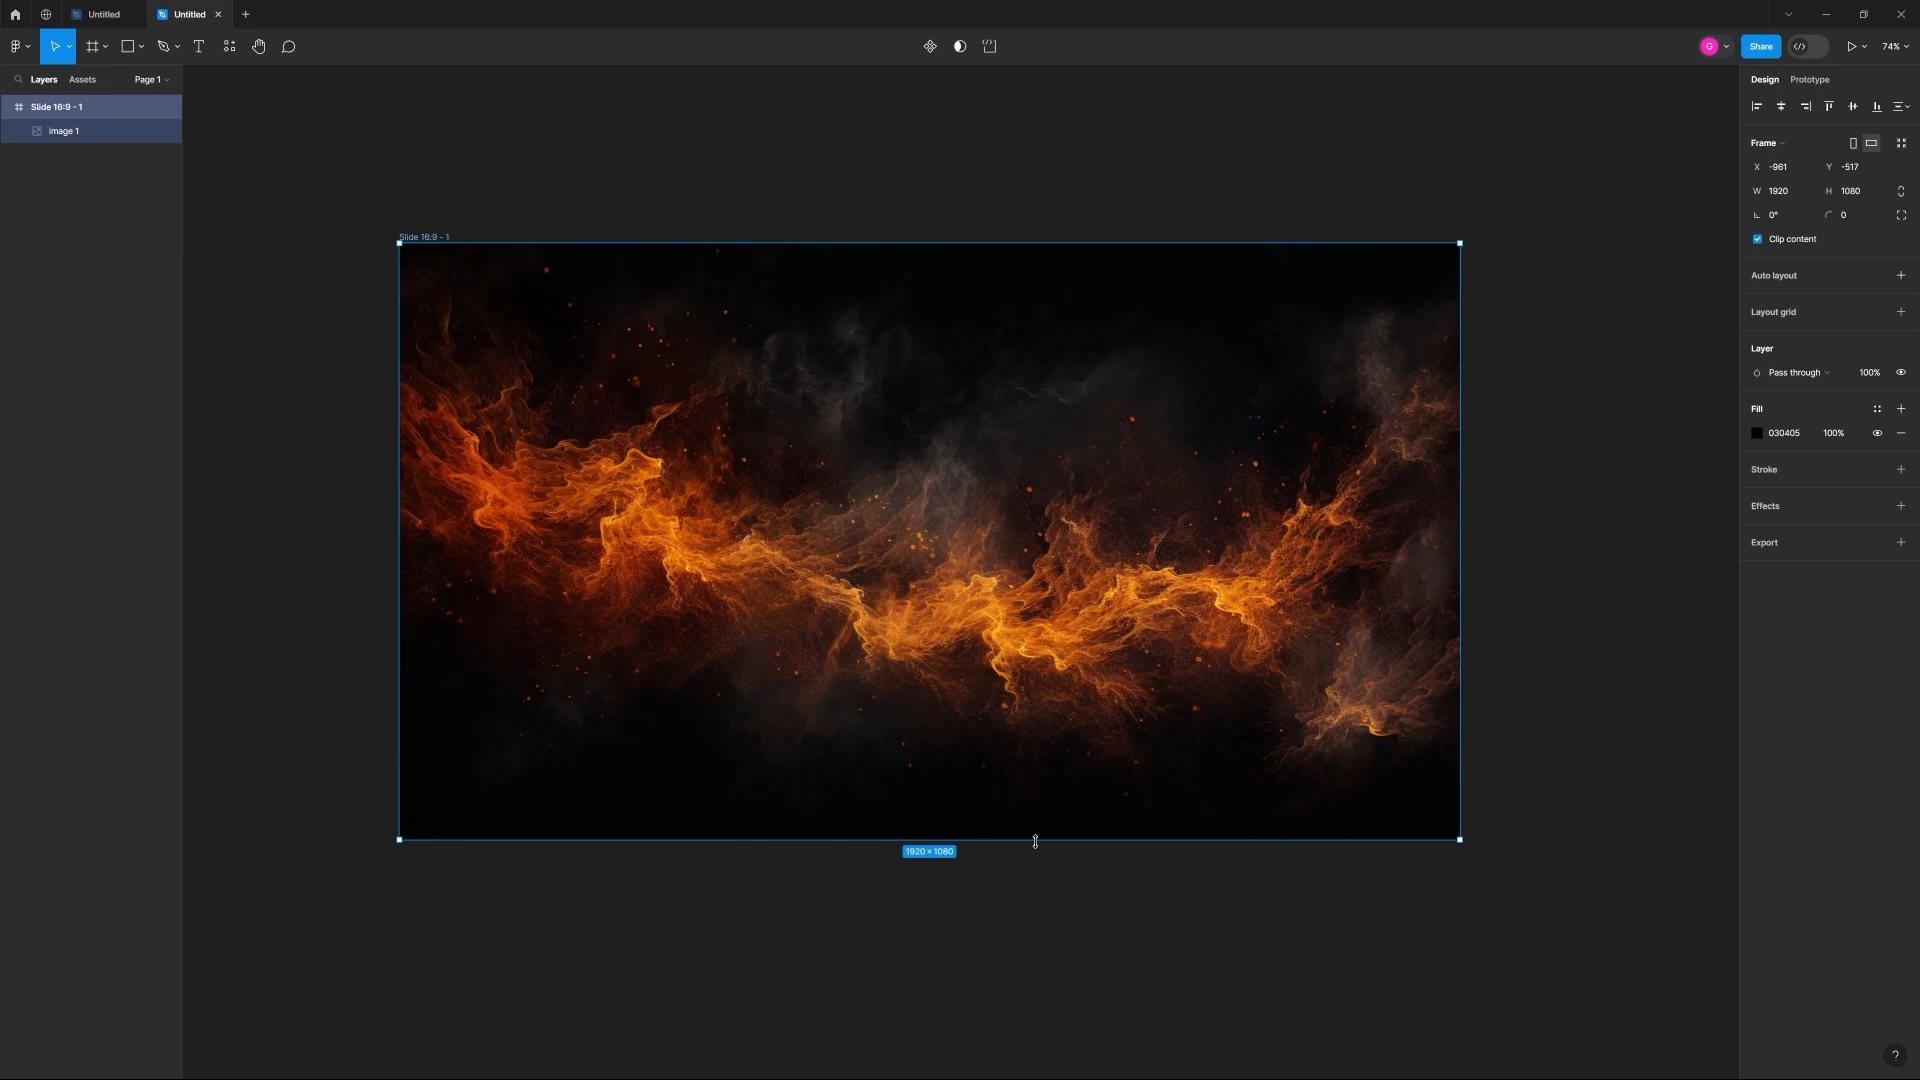 Untitled
Untitled
G
Share
74%
Layers
Assets
Page 1
Slide 16:9 - 1
image 1
Slide 16:9 - 1
1920 × 1080
Design
Prototype
Frame
X -961
Y -517
W 1920
H 1080
0°
0
Clip content
Auto layout
Layout grid
Layer
Pass through
100%
Fill
030405
100%
Stroke
Effects
Export
?